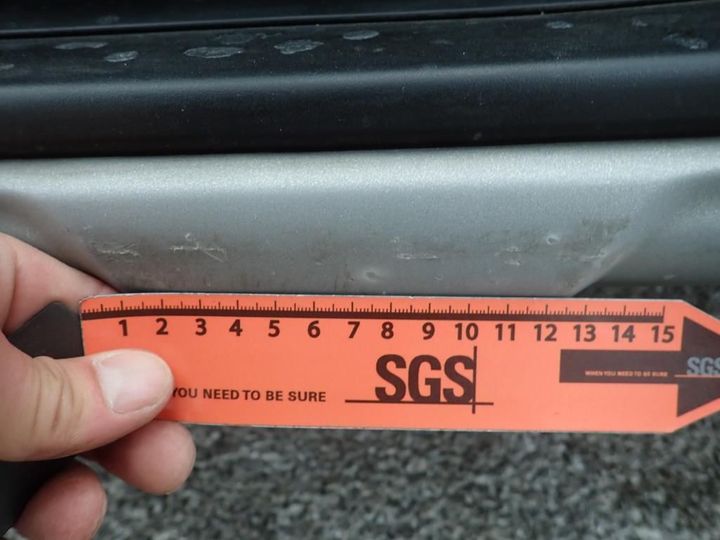 1 2 3 4 5 6 7 8 9 10 11 12 13 14 15
SGS
YOU NEED TO BE SURE
WHEN YOU NEED TO BE SURE
SGS